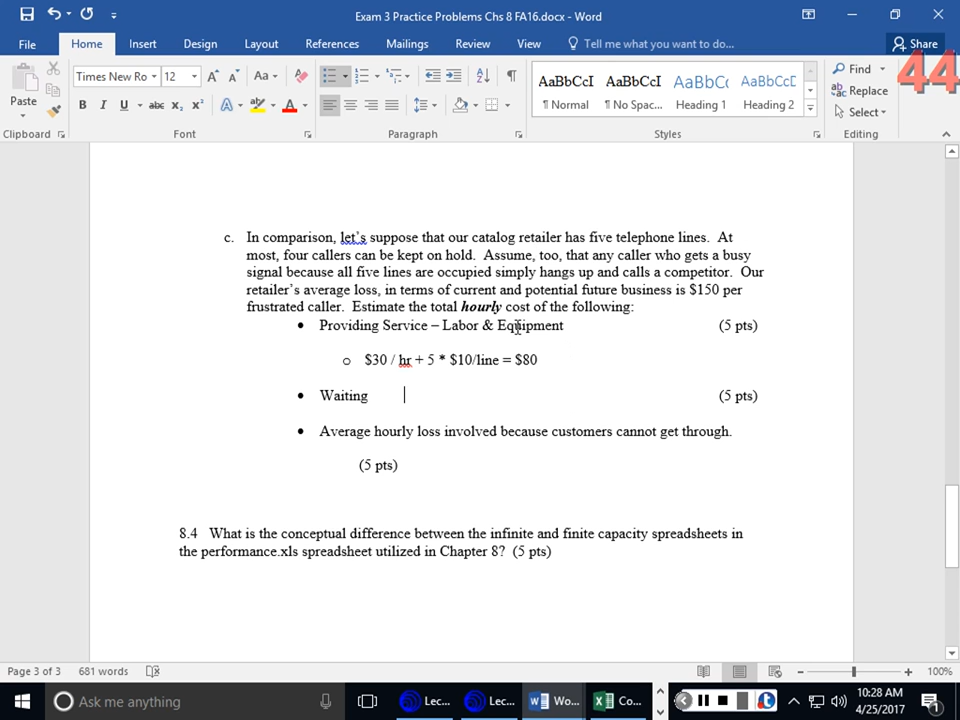 Exam 3 Practice Problems Chs 8 FA16.docx - Word
File Home Insert Design Layout References Mailings Review View Tell me what you want to do... Share
44
Paste
Times New Ro 12 A A Aa
B I U abc x₂ x² A A
AaBbCcI AaBbCcI AaBbCc AaBbCcD
¶ Normal ¶ No Spac... Heading 1 Heading 2
Find
Replace
Select
Clipboard Font Paragraph Styles Editing
c. In comparison, let's suppose that our catalog retailer has five telephone lines. At
most, four callers can be kept on hold. Assume, too, that any caller who gets a busy
signal because all five lines are occupied simply hangs up and calls a competitor. Our
retailer's average loss, in terms of current and potential future business is $150 per
frustrated caller. Estimate the total hourly cost of the following:
• Providing Service – Labor & Equipment (5 pts)
o $30 / hr + 5 * $10/line = $80
• Waiting (5 pts)
• Average hourly loss involved because customers cannot get through.
(5 pts)
8.4 What is the conceptual difference between the infinite and finite capacity spreadsheets in
the performance.xls spreadsheet utilized in Chapter 8? (5 pts)
Page 3 of 3 681 words 100%
Ask me anything Lec... Lec... Wo... Co... 10:28 AM
4/25/2017 1